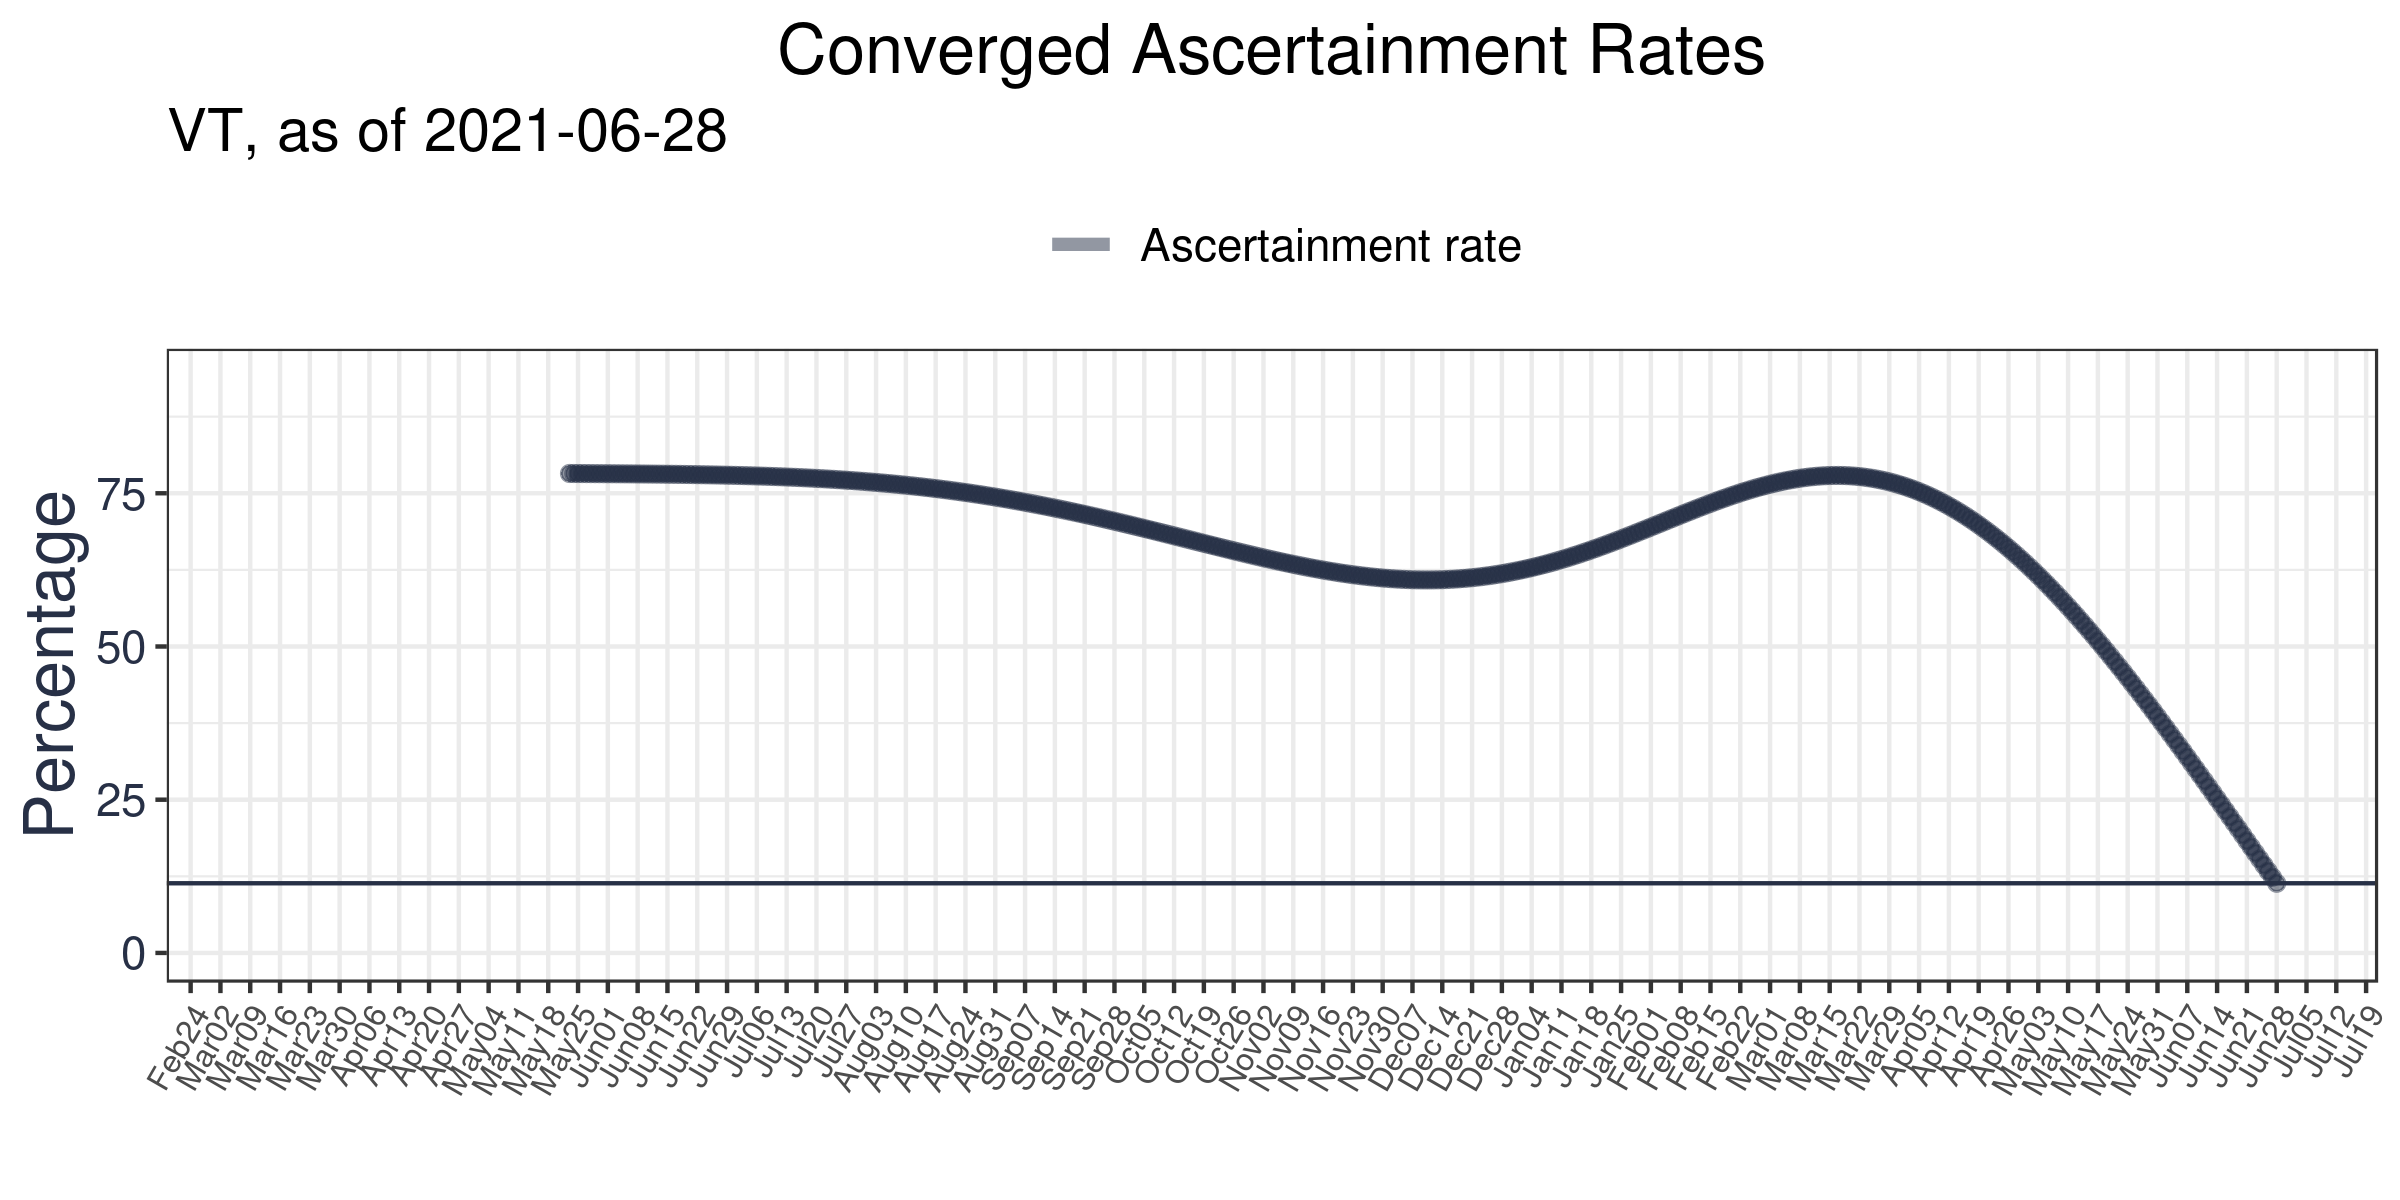 Converged Ascertainment Rates
VT, as of 2021-06-28
Ascertainment rate
Percentage
75
50
25
0
Feb24
Mar02
Mar09
Mar16
Mar23
Mar30
Apr06
Apr13
Apr20
Apr27
May04
May11
May18
May25
Jun01
Jun08
Jun15
Jun22
Jun29
Jul06
Jul13
Jul20
Jul27
Aug03
Aug10
Aug17
Aug24
Aug31
Sep07
Sep14
Sep21
Sep28
Oct05
Oct12
Oct19
Oct26
Nov02
Nov09
Nov16
Nov23
Nov30
Dec07
Dec14
Dec21
Dec28
Jan04
Jan11
Jan18
Jan25
Feb01
Feb08
Feb15
Feb22
Mar01
Mar08
Mar15
Mar22
Mar29
Apr05
Apr12
Apr19
Apr26
May03
May10
May17
May24
May31
Jun07
Jun14
Jun21
Jun28
Jul05
Jul12
Jul19